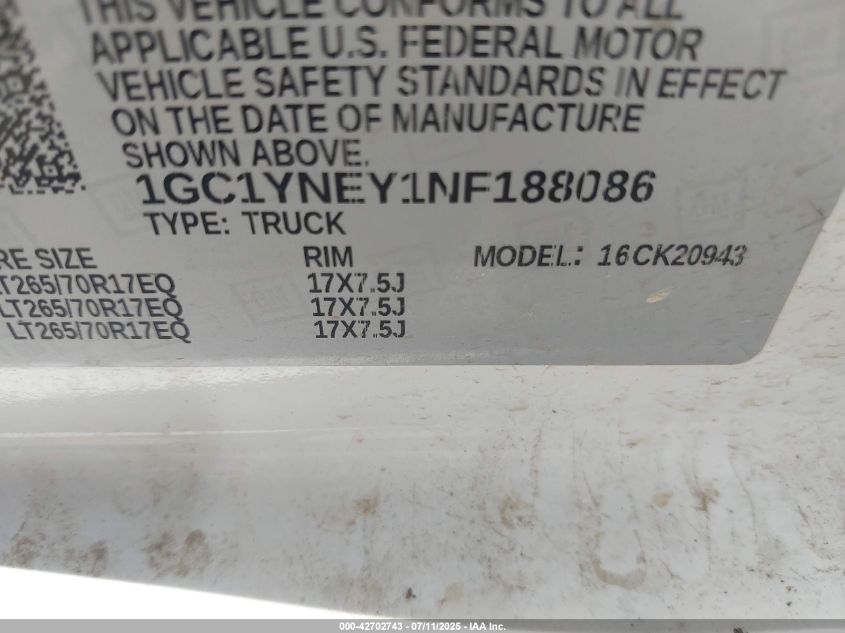 THIS VEHICLE CONFORMS TO ALL
APPLICABLE U.S. FEDERAL MOTOR
VEHICLE SAFETY STANDARDS IN EFFECT
ON THE DATE OF MANUFACTURE
SHOWN ABOVE.
1GC1YNEY1NF188086
TYPE: TRUCK
RE SIZE RIM MODEL: 16CK20943
LT265/70R17EQ 17X7.5J
LT265/70R17EQ 17X7.5J
LT265/70R17EQ 17X7.5J
000-42702743 - 07/11/2025 - IAA Inc.